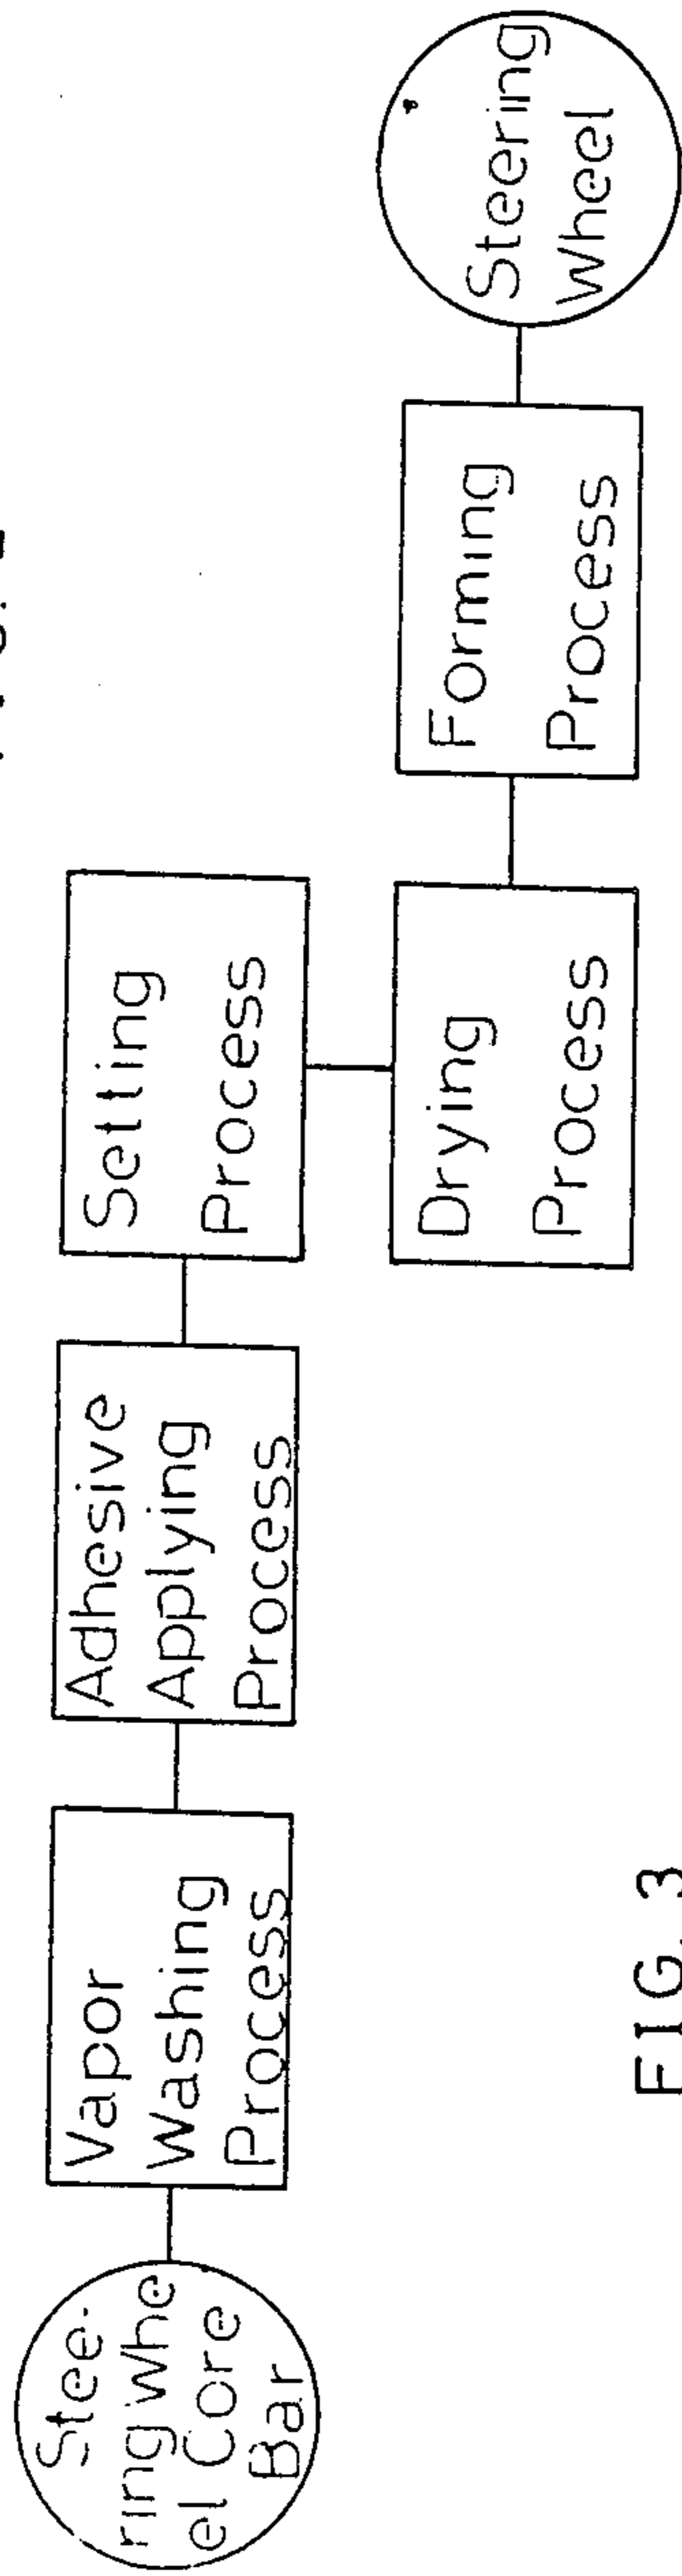 Stee-
ring whe
el Core
Bar
Vapor
Washing
Process
Adhesive
Applying
Process
Setting
Process
Drying
Process
Forming
Process
Steering
Wheel
FIG. 3